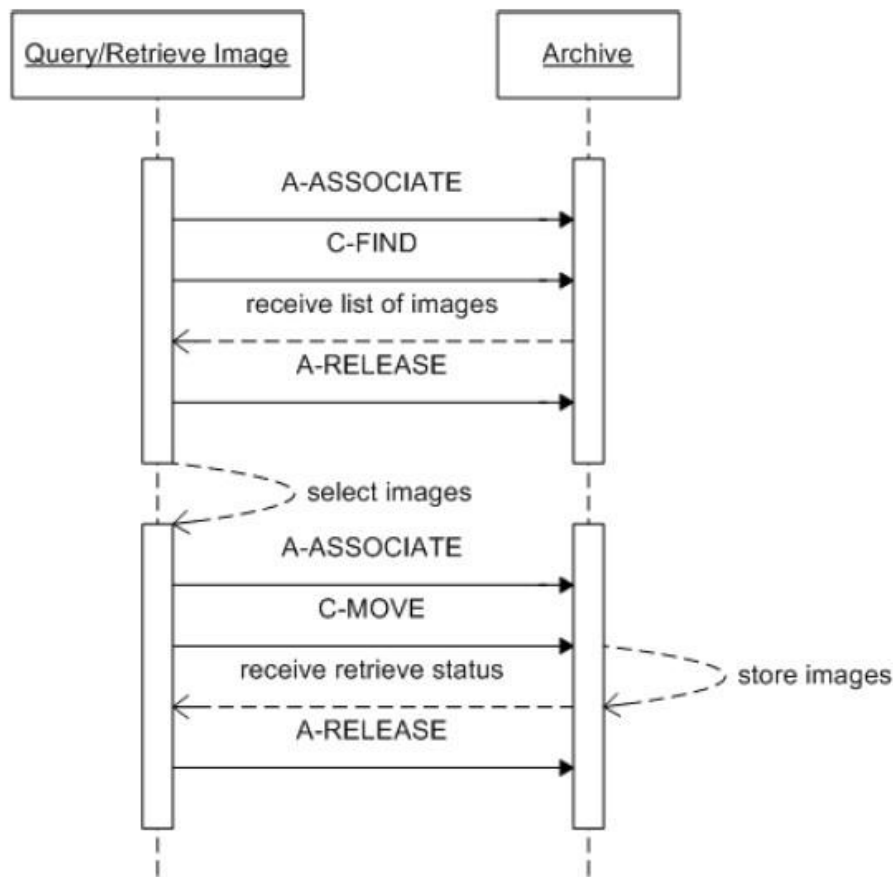 Query/Retrieve Image
Archive
A-ASSOCIATE
C-FIND
receive list of images
A-RELEASE
select images
A-ASSOCIATE
C-MOVE
receive retrieve status
store images
A-RELEASE